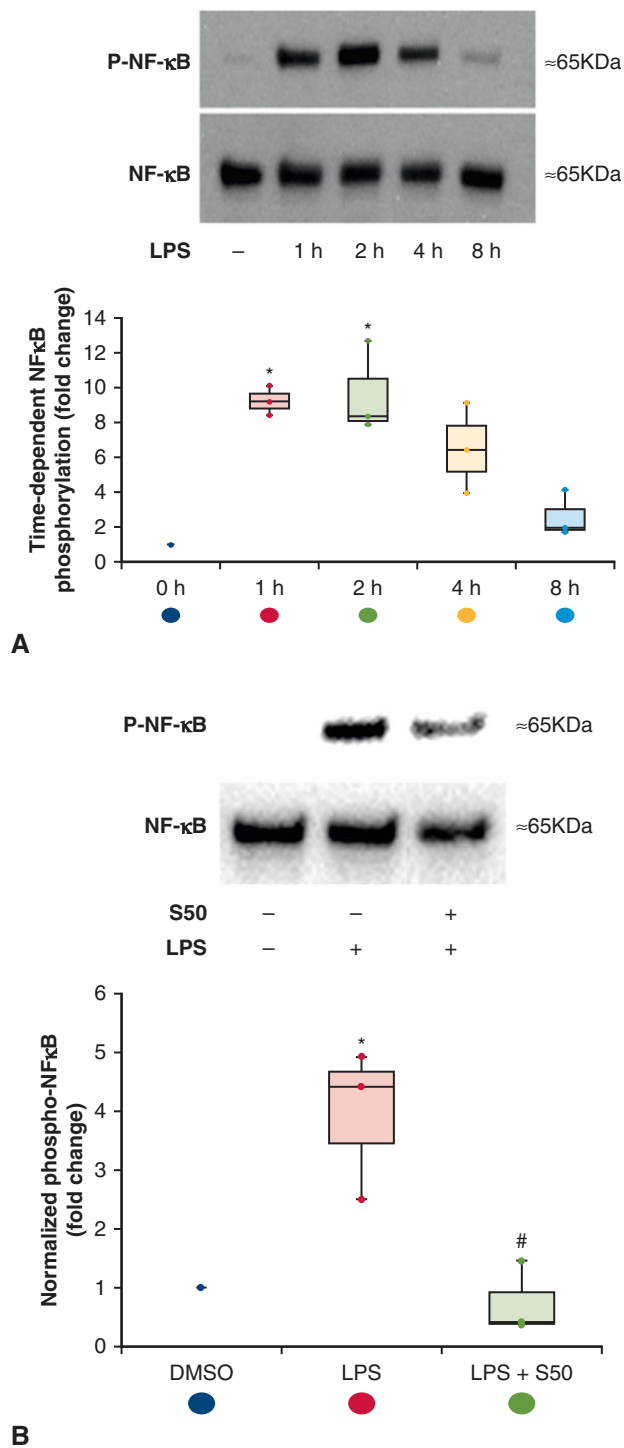 P-NF-κB ≈65KDa
NF-κB ≈65KDa
LPS – 1 h 2 h 4 h 8 h
Time-dependent NFκB
phosphorylation (fold change)
14
12
10
8
6
4
2
0
* *
0 h 1 h 2 h 4 h 8 h
A
P-NF-κB ≈65KDa
NF-κB ≈65KDa
S50 – – +
LPS – + +
Normalized phospho-NFκB
(fold change)
6
5
4
3
2
1
0
*
#
DMSO LPS LPS + S50
B